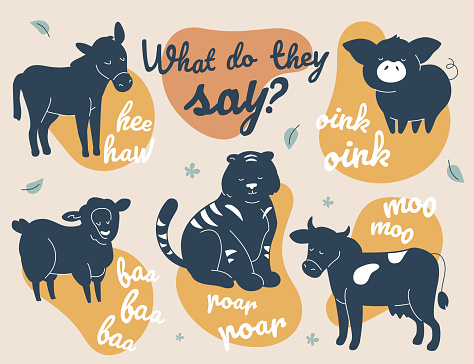 What do they
say?
hee
haw
oink
oink
baa
baa
baa
roar
roar
moo
moo